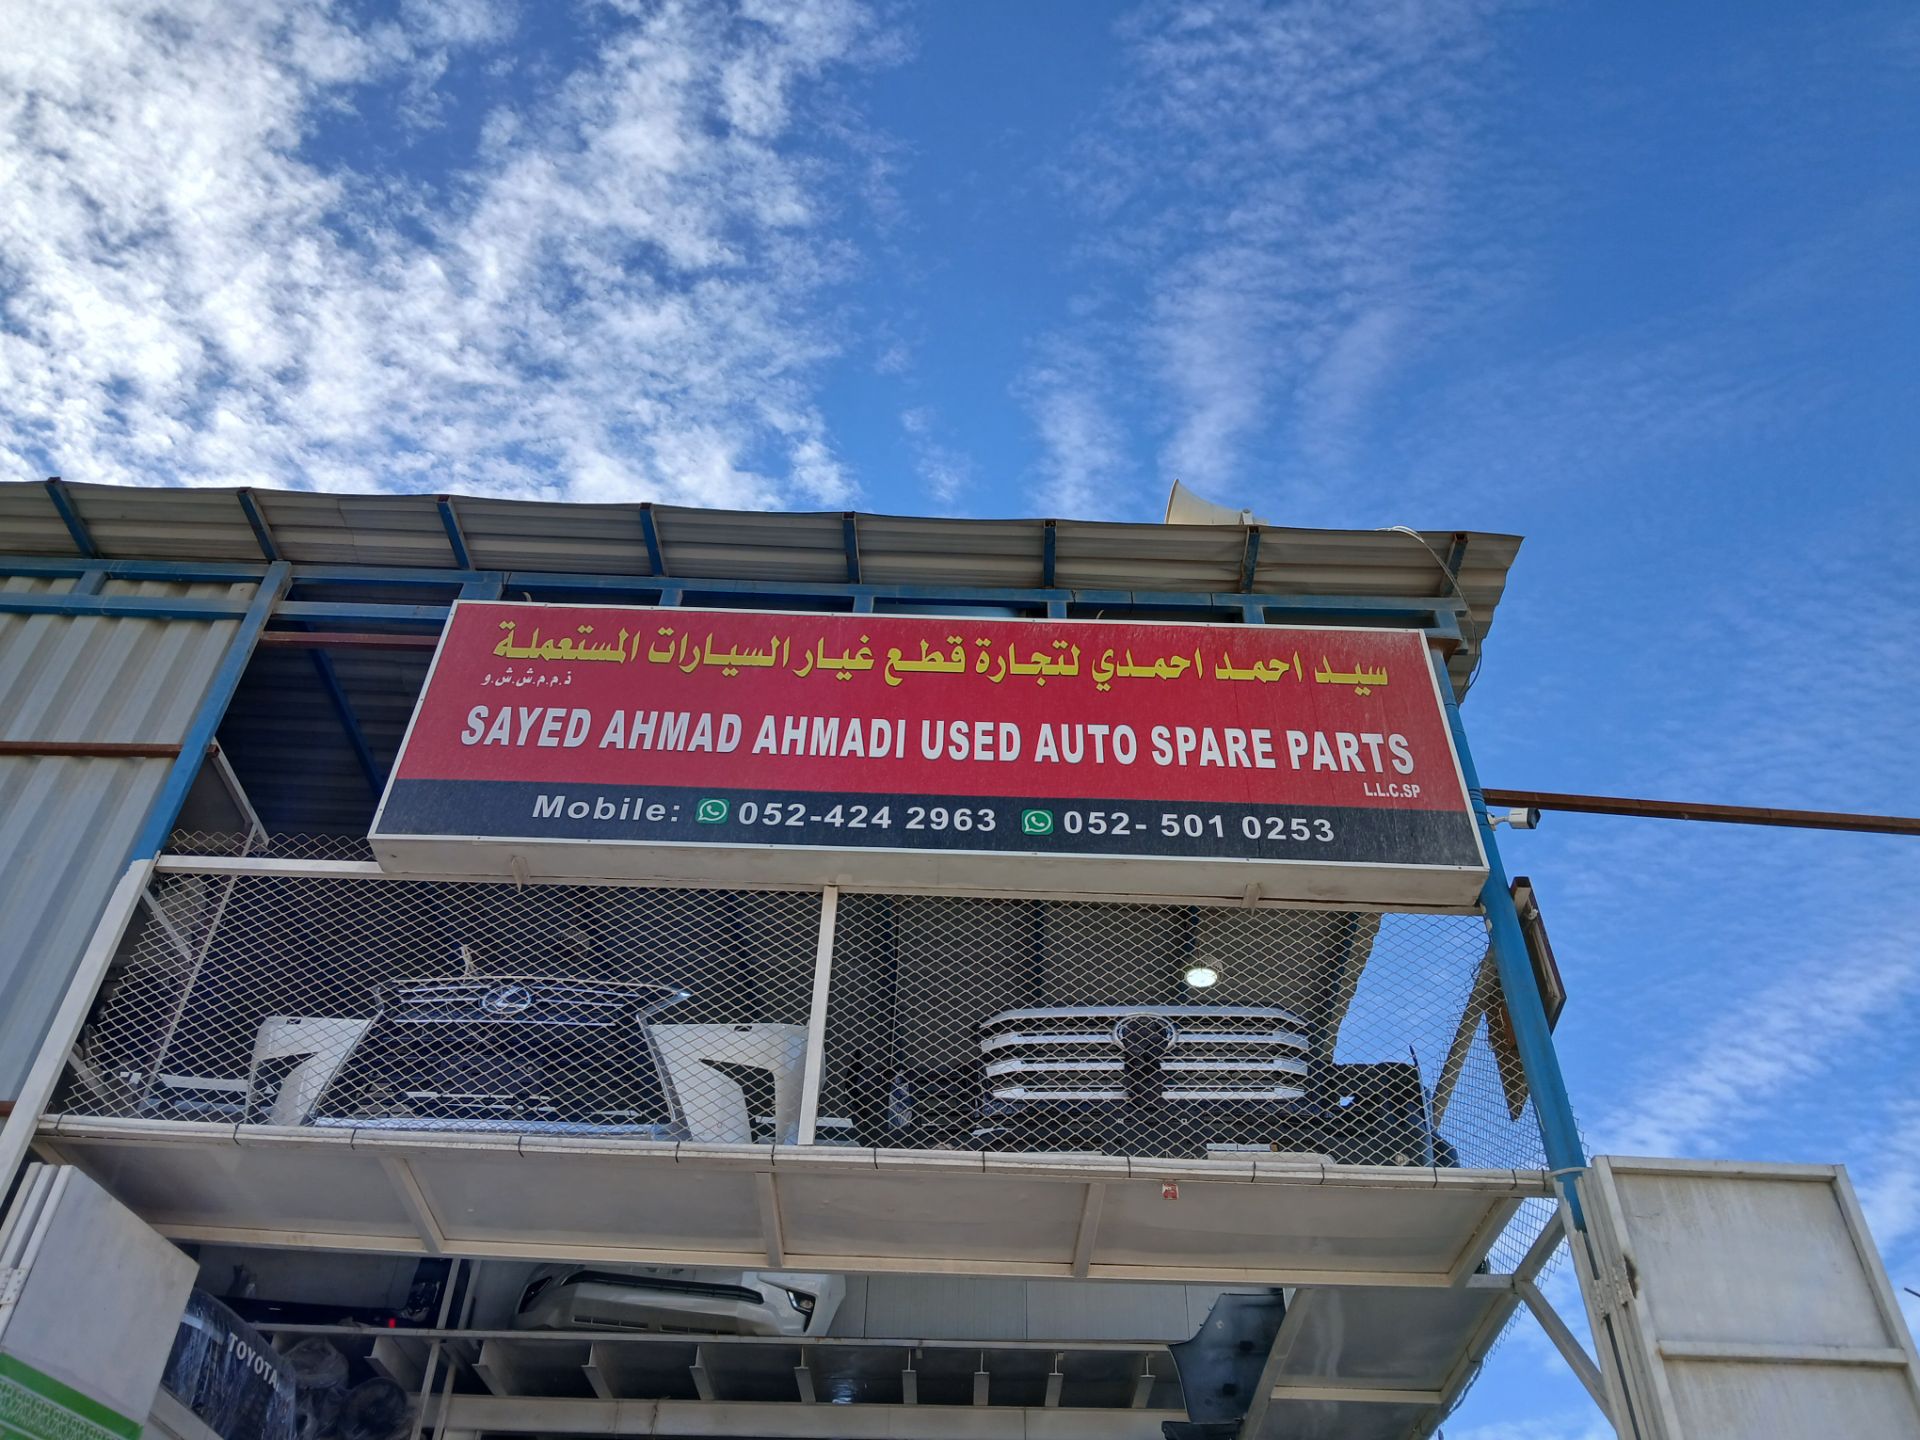 سيد احمد احمدي لتجارة قطع غيار السيارات المستعملة
ذ.م.م.ش.ش.و
SAYED AHMAD AHMADI USED AUTO SPARE PARTS
L.L.C.SP
Mobile: 052-424 2963 052- 501 0253
TOYOTA